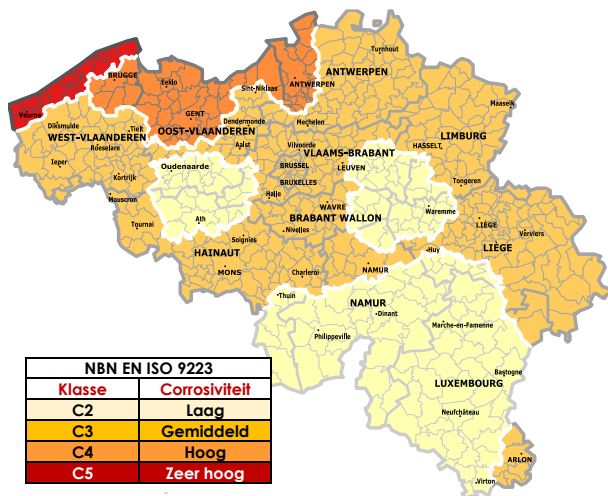 Turnhout
BRUGGE
Eeklo
ANTWERPEN
Sint-Niklaas
ANTWERPEN
Maaseik
Veurne
GENT
Diksmuide
Tielt
OOST-VLAANDEREN
Dendermonde
Mechelen
WEST-VLAANDEREN
LIMBURG
Roeselare
Aalst
Vilvoorde
VLAAMS-BRABANT
HASSELT
Ieper
Oudenaarde
BRUSSEL
LEUVEN
Kortrijk
BRUXELLES
Tongeren
Mouscron
Halle
WAVRE
Waremme
Tournai
Ath
BRABANT WALLON
LIÈGE
Nivelles
Verviers
Soignies
Huy
LIÈGE
HAINAUT
MONS
Charleroi
NAMUR
Thuin
NAMUR
Dinant
Marche-en-Famenne
Philippeville
NBN EN ISO 9223
Klasse Corrosiviteit
C2 Laag
C3 Gemiddeld
C4 Hoog
C5 Zeer hoog
Bastogne
LUXEMBOURG
Neufchâteau
ARLON
Virton